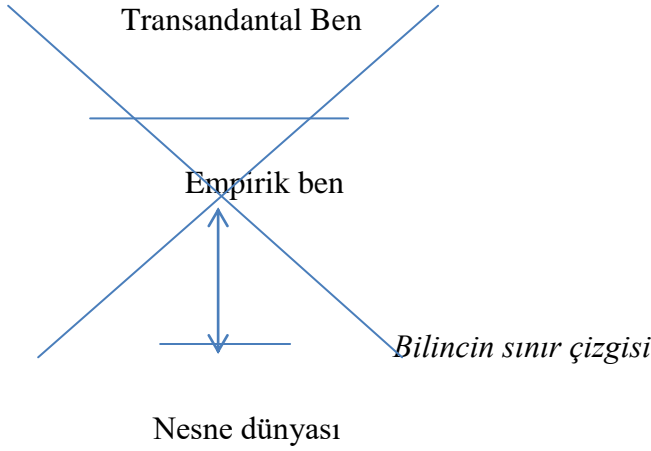 Transandantal Ben
Empirik ben
Bilincin sınır çizgisi
Nesne dünyası